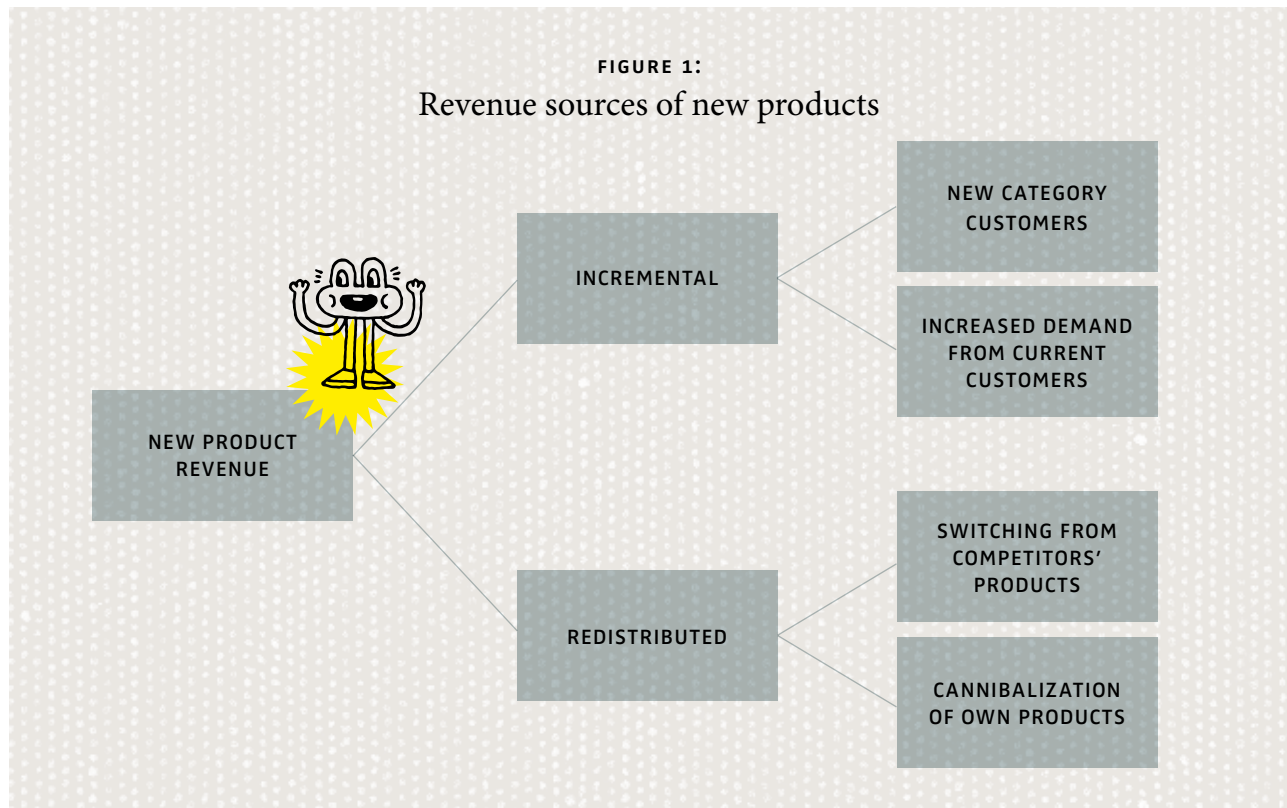 FIGURE 1:
Revenue sources of new products
NEW PRODUCT
REVENUE
INCREMENTAL
NEW CATEGORY
CUSTOMERS
INCREASED DEMAND
FROM CURRENT
CUSTOMERS
REDISTRIBUTED
SWITCHING FROM
COMPETITORS’
PRODUCTS
CANNIBALIZATION
OF OWN PRODUCTS